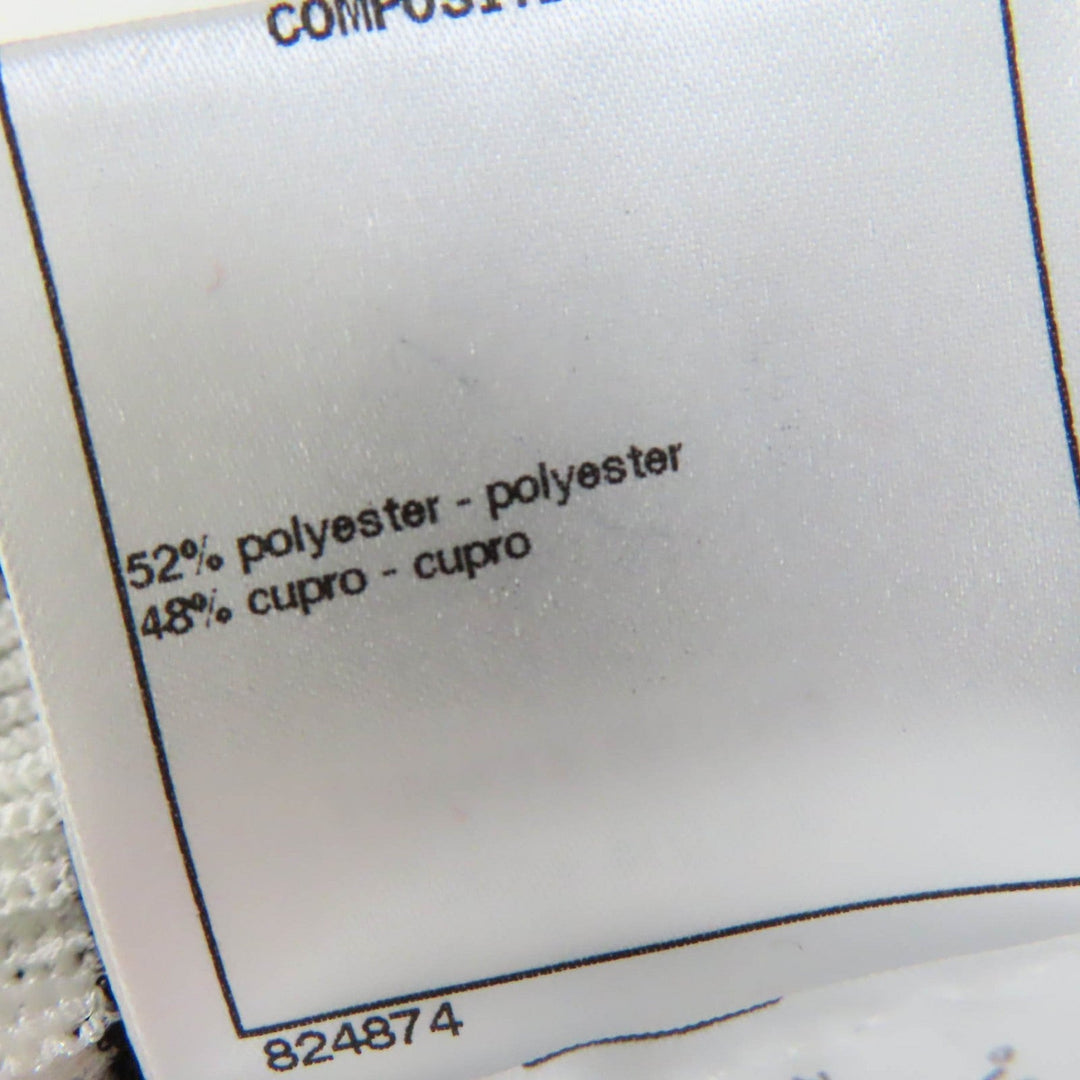 52% polyester - polyester
48% cupro - cupro
824874